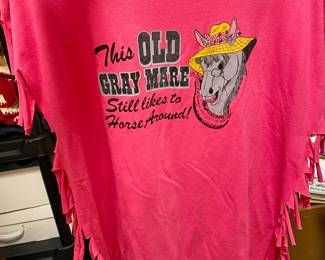 This OLD
GRAY MARE
Still likes to
Horse Around!